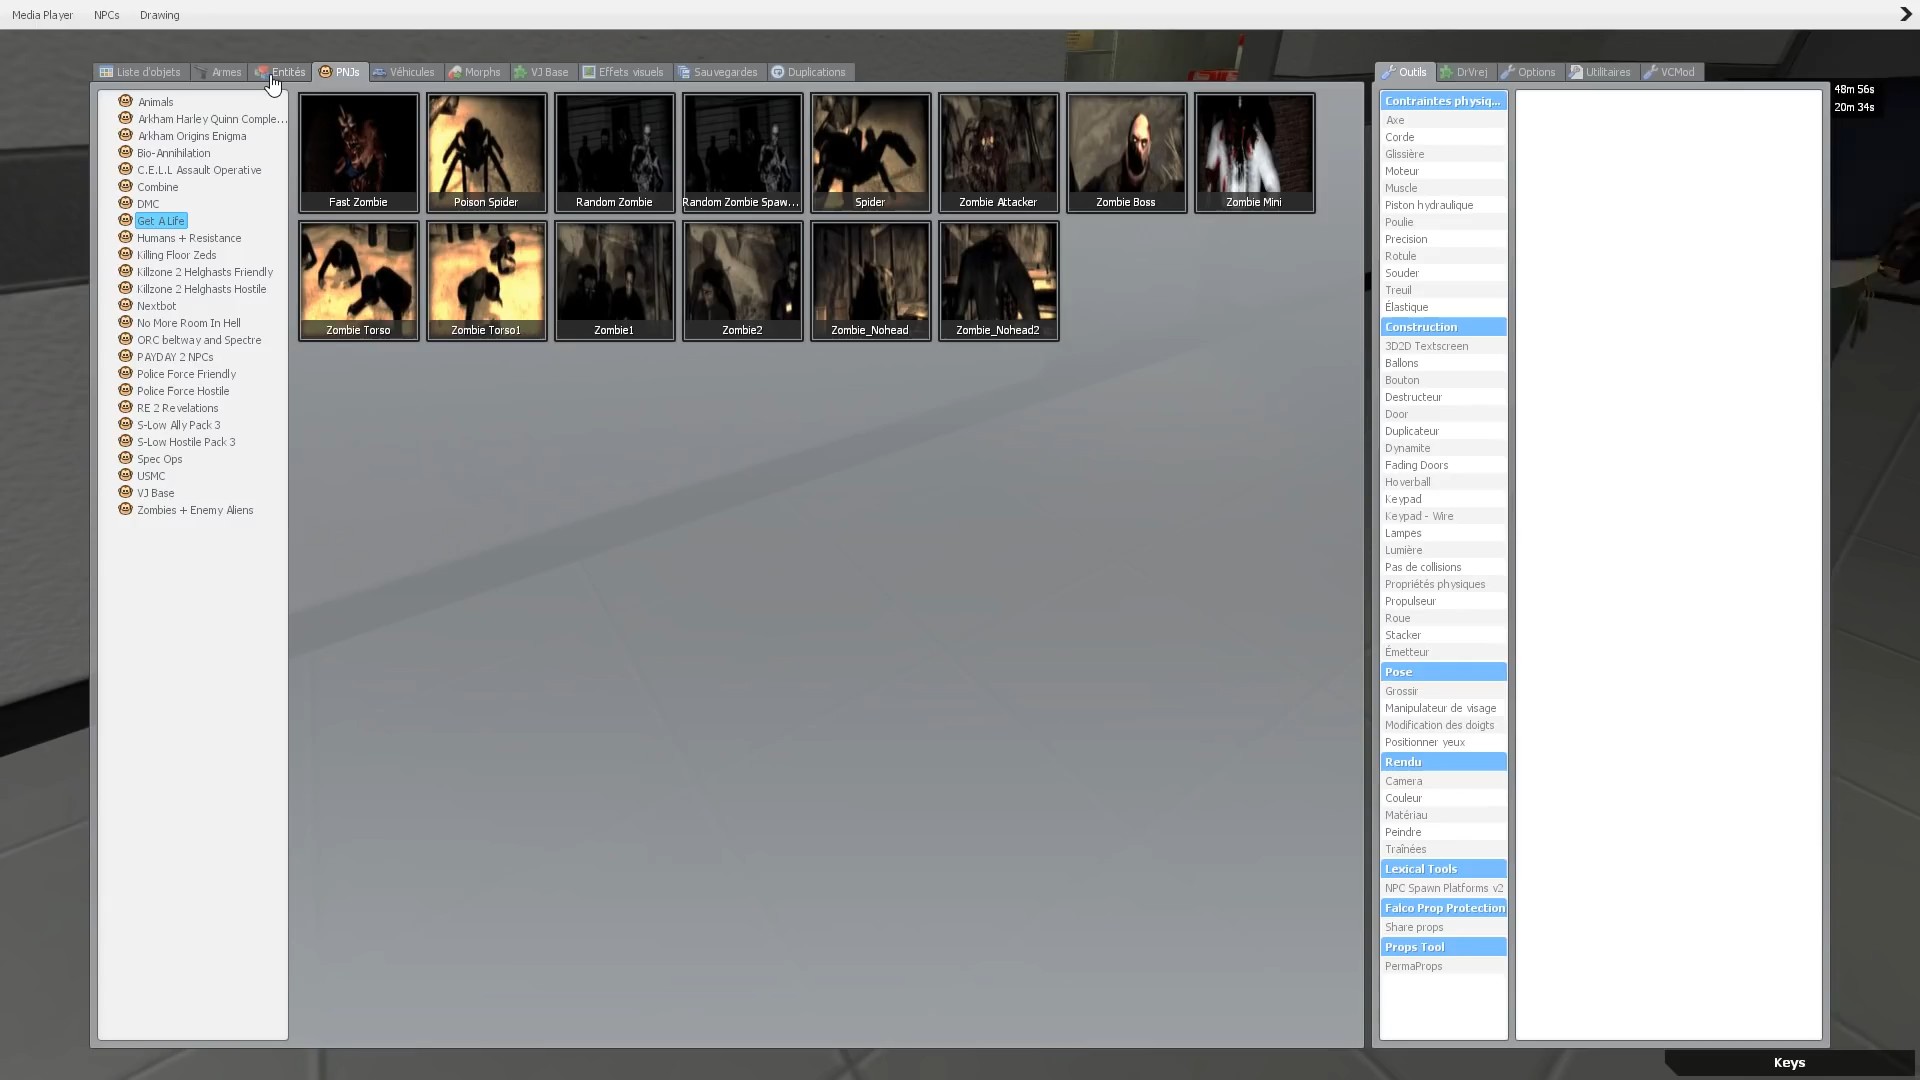 Media Player NPCs Drawing
Liste d'objets Armes Entités PNJs Véhicules Morphs VJ Base Effets visuels Sauvegardes Duplications
Animals
Arkham Harley Quinn Comple...
Arkham Origins Enigma
Bio-Annihilation
C.E.L.L Assault Operative
Combine
DMC
Get A Life
Humans + Resistance
Killing Floor Zeds
Killzone 2 Helghasts Friendly
Killzone 2 Helghasts Hostile
Nextbot
No More Room In Hell
ORC beltway and Spectre
PAYDAY 2 NPCs
Police Force Friendly
Police Force Hostile
RE 2 Revelations
S-Low Ally Pack 3
S-Low Hostile Pack 3
Spec Ops
USMC
VJ Base
Zombies + Enemy Aliens
Fast Zombie Poison Spider Random Zombie Random Zombie Spaw... Spider Zombie Attacker Zombie Boss Zombie Mini
Zombie Torso Zombie Torso1 Zombie1 Zombie2 Zombie_Nohead Zombie_Nohead2
Outils DrVrej Options Utilitaires VCMod
Contraintes physiq...
Axe
Corde
Glissière
Moteur
Muscle
Piston hydraulique
Poulie
Precision
Rotule
Souder
Treuil
Élastique
Construction
3D2D Textscreen
Ballons
Bouton
Destructeur
Door
Duplicateur
Dynamite
Fading Doors
Hoverball
Keypad
Keypad - Wire
Lampes
Lumière
Pas de collisions
Propriétés physiques
Propulseur
Roue
Stacker
Émetteur
Pose
Grossir
Manipulateur de visage
Modification des doigts
Positionner yeux
Rendu
Camera
Couleur
Matériau
Peindre
Traînées
Lexical Tools
NPC Spawn Platforms v2
Falco Prop Protection
Share props
Props Tool
PermaProps
48m 56s
20m 34s
Keys